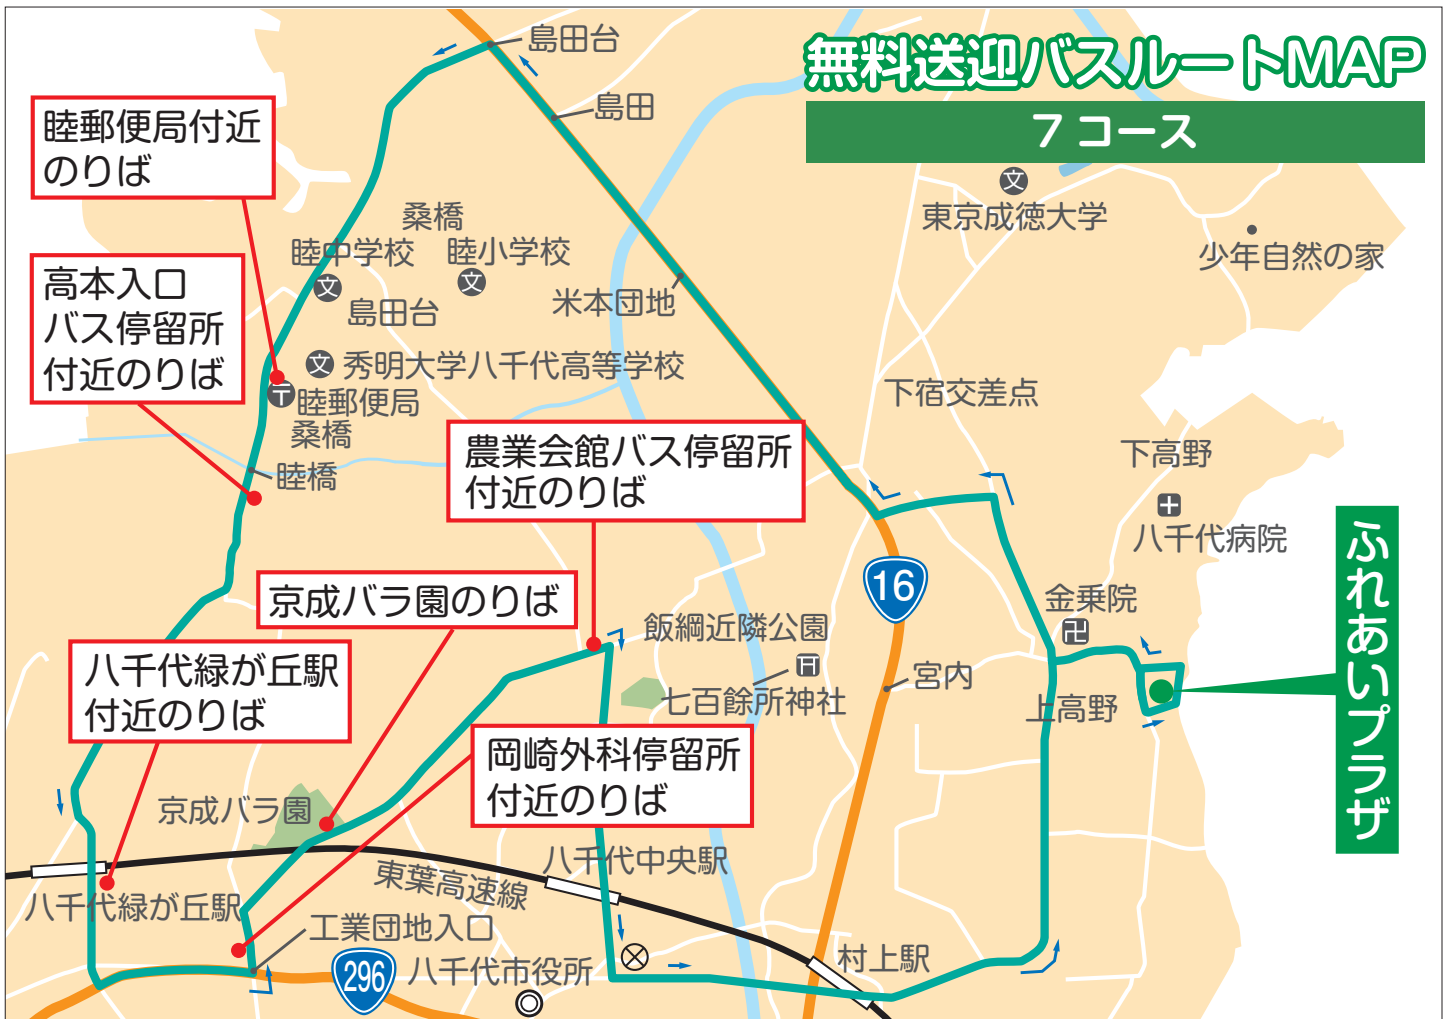 無料送迎バスルートMAP
7コース
島田台
島田
睦郵便局付近
のりば
桑橋
睦中学校
睦小学校
文
文
島田台
米本団地
文
東京成徳大学
少年自然の家
高本入口
バス停留所
付近のりば
文
秀明大学八千代高等学校
〒
睦郵便局
桑橋
睦橋
下宿交差点
農業会館バス停留所
付近のりば
下高野
八千代病院
16
京成バラ園のりば
金乗院
卍
飯綱近隣公園
七百餘所神社
宮内
上高野
ふれあいプラザ
八千代緑が丘駅
付近のりば
岡崎外科停留所
付近のりば
京成バラ園
東葉高速線
八千代中央駅
八千代緑が丘駅
工業団地入口
296
八千代市役所
村上駅